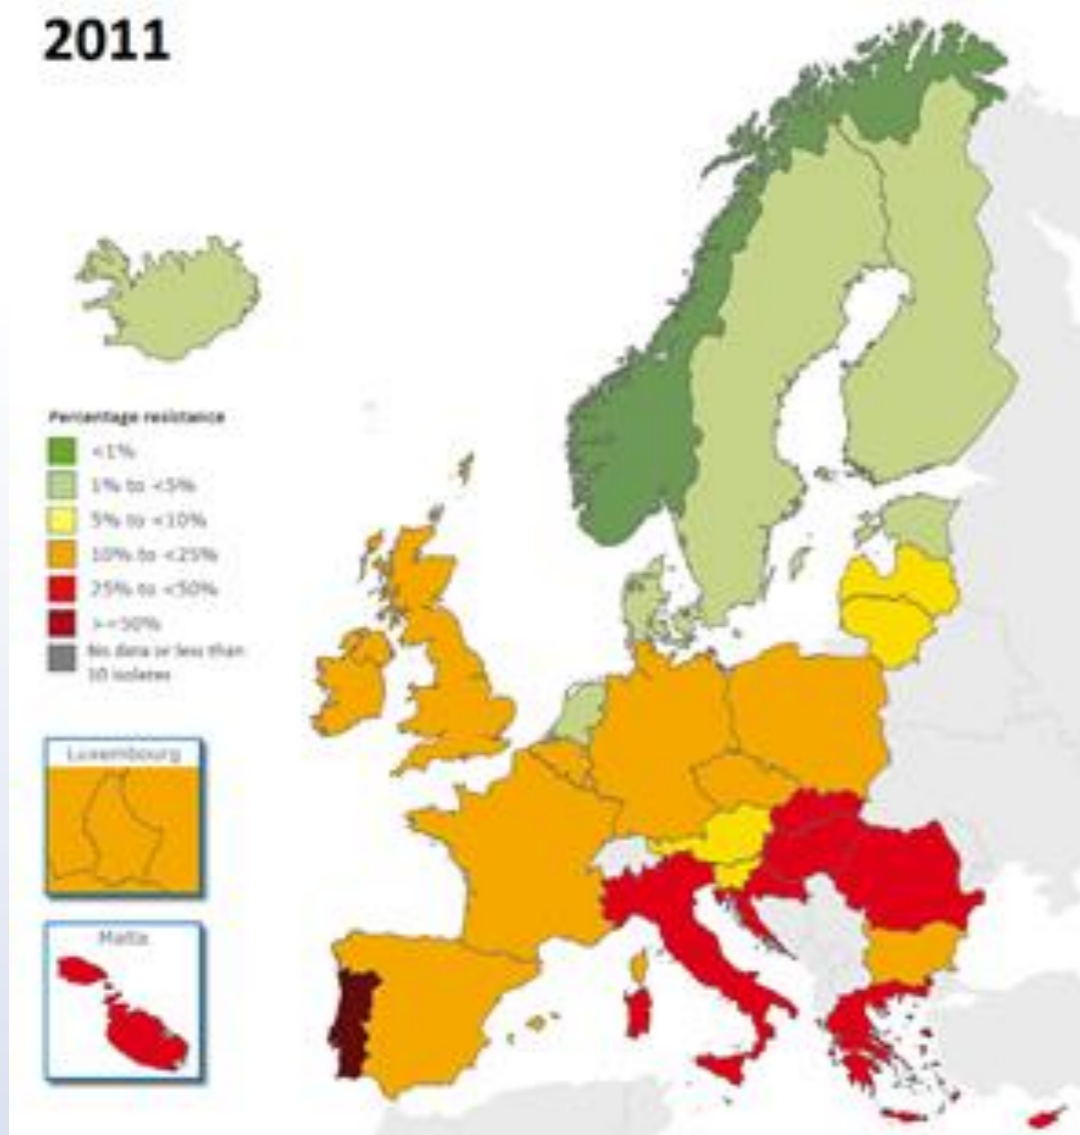 2011
Percentage resistance
<1%
1% to <5%
5% to <10%
10% to <25%
25% to <50%
>=50%
No data or less than
10 isolates
Luxembourg
Malta